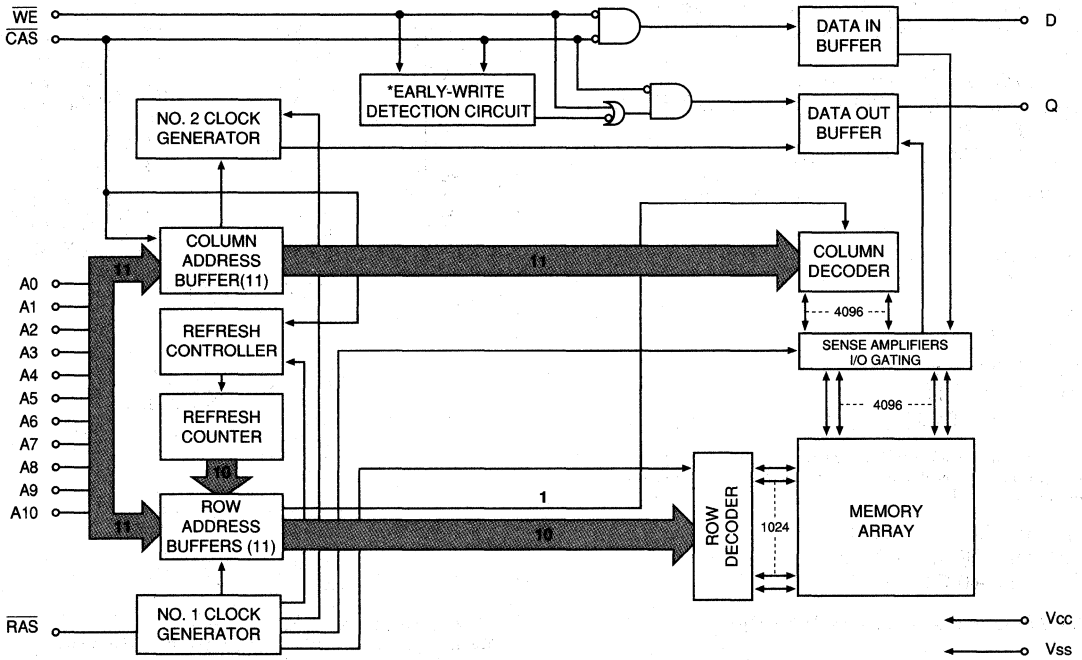 WE
CAS
DATA IN
BUFFER
D
*EARLY-WRITE
DETECTION CIRCUIT
NO. 2 CLOCK
GENERATOR
DATA OUT
BUFFER
Q
COLUMN
ADDRESS
BUFFER(11)
11
11
COLUMN
DECODER
A0
A1
A2
A3
A4
A5
A6
A7
A8
A9
A10
REFRESH
CONTROLLER
4096
SENSE AMPLIFIERS
I/O GATING
REFRESH
COUNTER
4096
10
ROW
ADDRESS
BUFFERS (11)
11
1
10
ROW
DECODER
1024
MEMORY
ARRAY
RAS
NO. 1 CLOCK
GENERATOR
Vcc
Vss